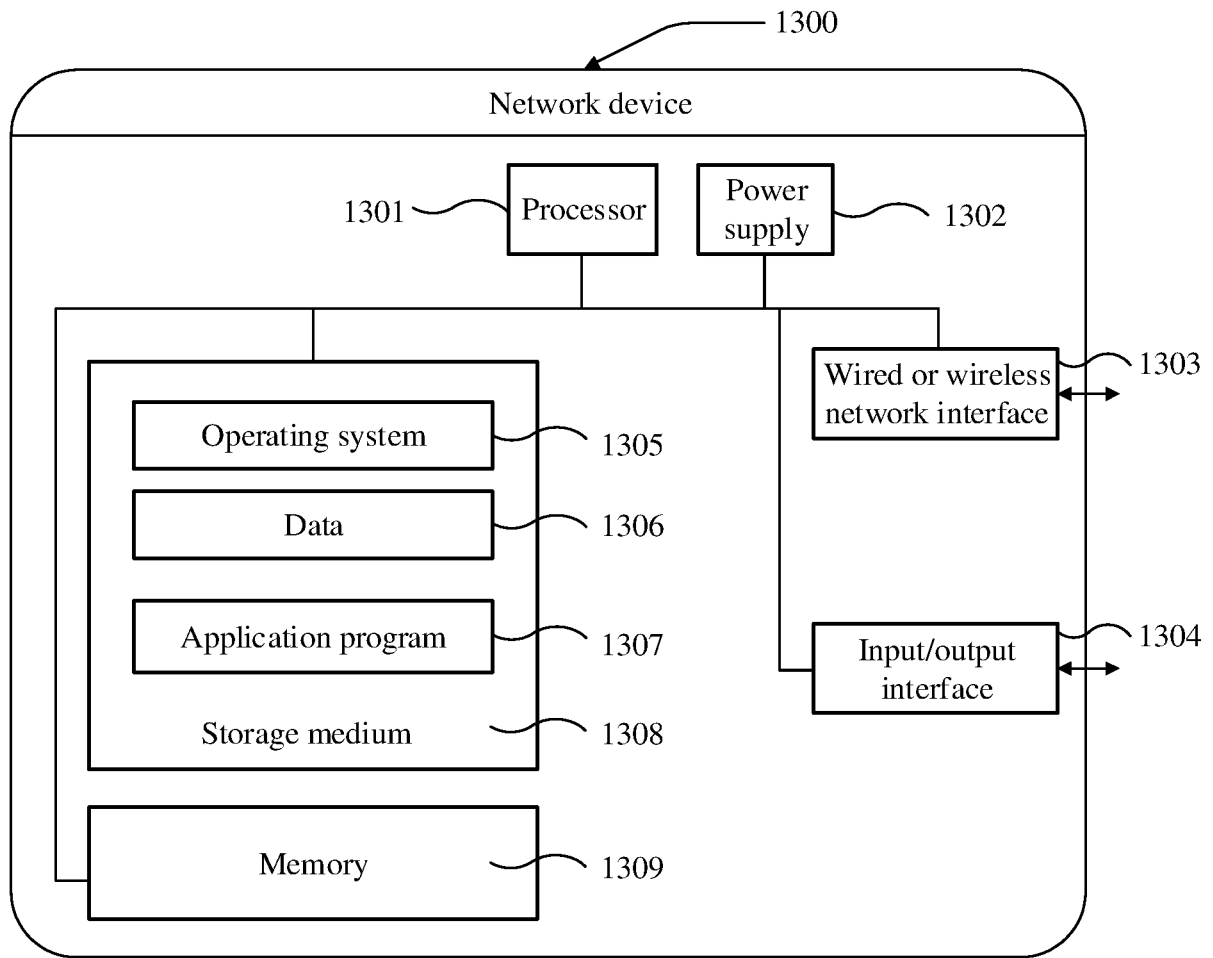 1300
Network device
1301
Processor
Power
supply
1302
Wired or wireless
network interface
1303
Operating system
1305
Data
1306
Application program
1307
Input/output
interface
1304
Storage medium
1308
Memory
1309